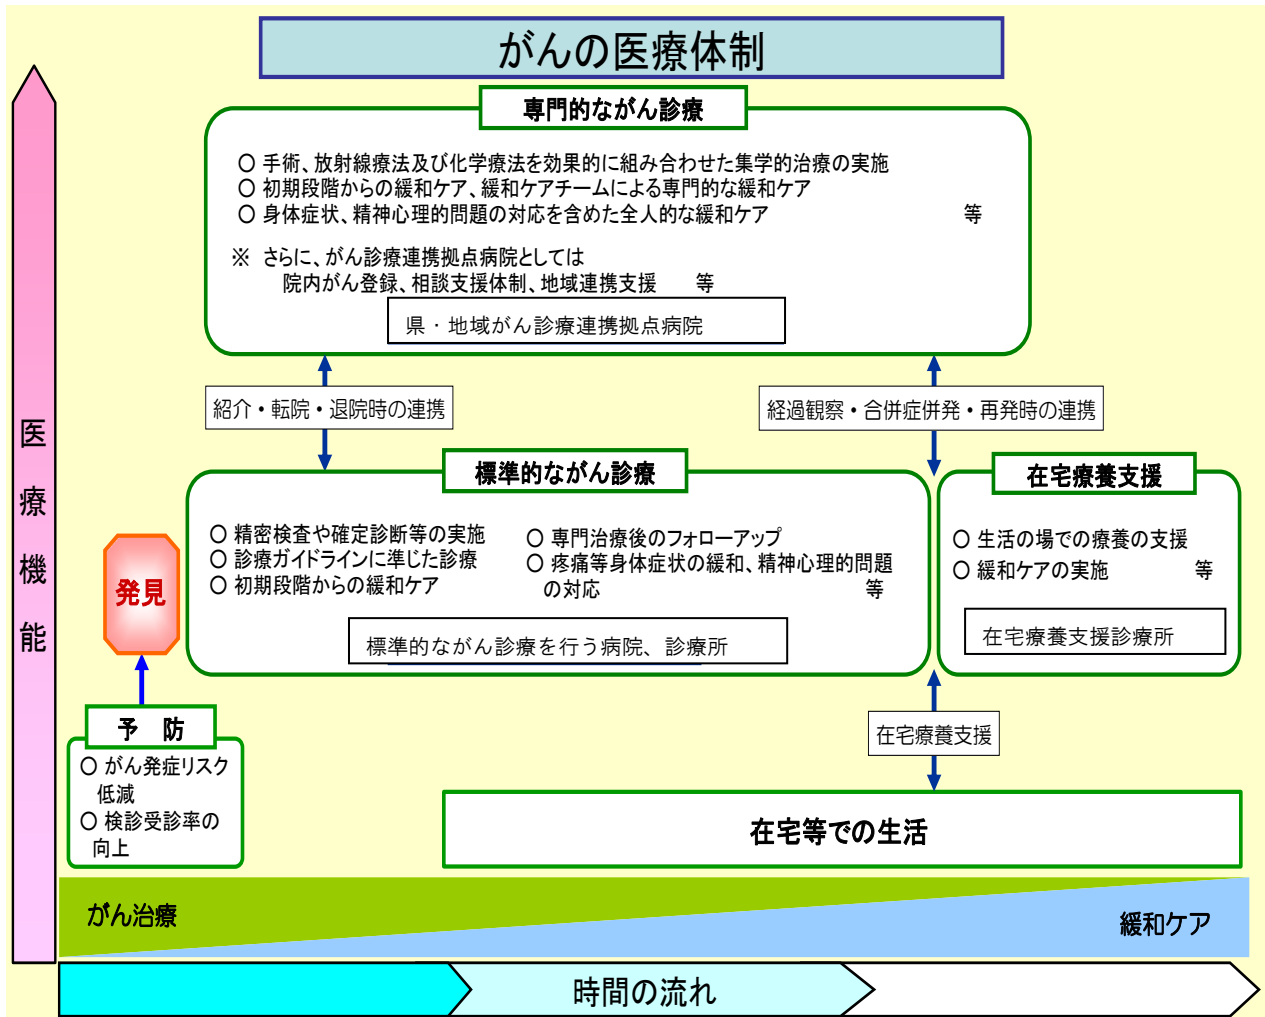 がんの医療体制
専門的ながん診療
○ 手術、放射線療法及び化学療法を効果的に組み合わせた集学的治療の実施
○ 初期段階からの緩和ケア、緩和ケアチームによる専門的な緩和ケア
○ 身体症状、精神心理的問題の対応を含めた全人的な緩和ケア 等
※ さらに、がん診療連携拠点病院としては
院内がん登録、相談支援体制、地域連携支援 等
県・地域がん診療連携拠点病院
紹介・転院・退院時の連携
経過観察・合併症併発・再発時の連携
医療機能
標準的ながん診療
○ 精密検査や確定診断等の実施
○ 診療ガイドラインに準じた診療
○ 初期段階からの緩和ケア
○ 専門治療後のフォローアップ
○ 疼痛等身体症状の緩和、精神心理的問題
の対応 等
標準的ながん診療を行う病院、診療所
在宅療養支援
○ 生活の場での療養の支援
○ 緩和ケアの実施 等
在宅療養支援診療所
発見
予 防
○ がん発症リスク
低減
○ 検診受診率の
向上
在宅療養支援
在宅等での生活
がん治療
緩和ケア
時間の流れ